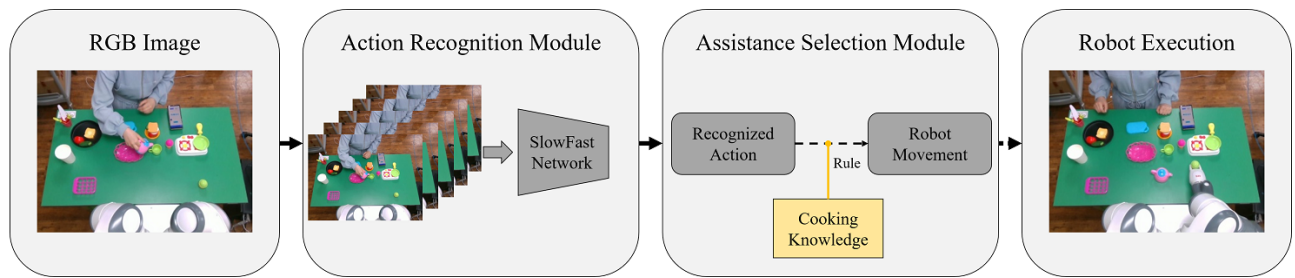 RGB Image
Action Recognition Module
SlowFast
Network
Assistance Selection Module
Recognized
Action
Rule
Robot
Movement
Cooking
Knowledge
Robot Execution